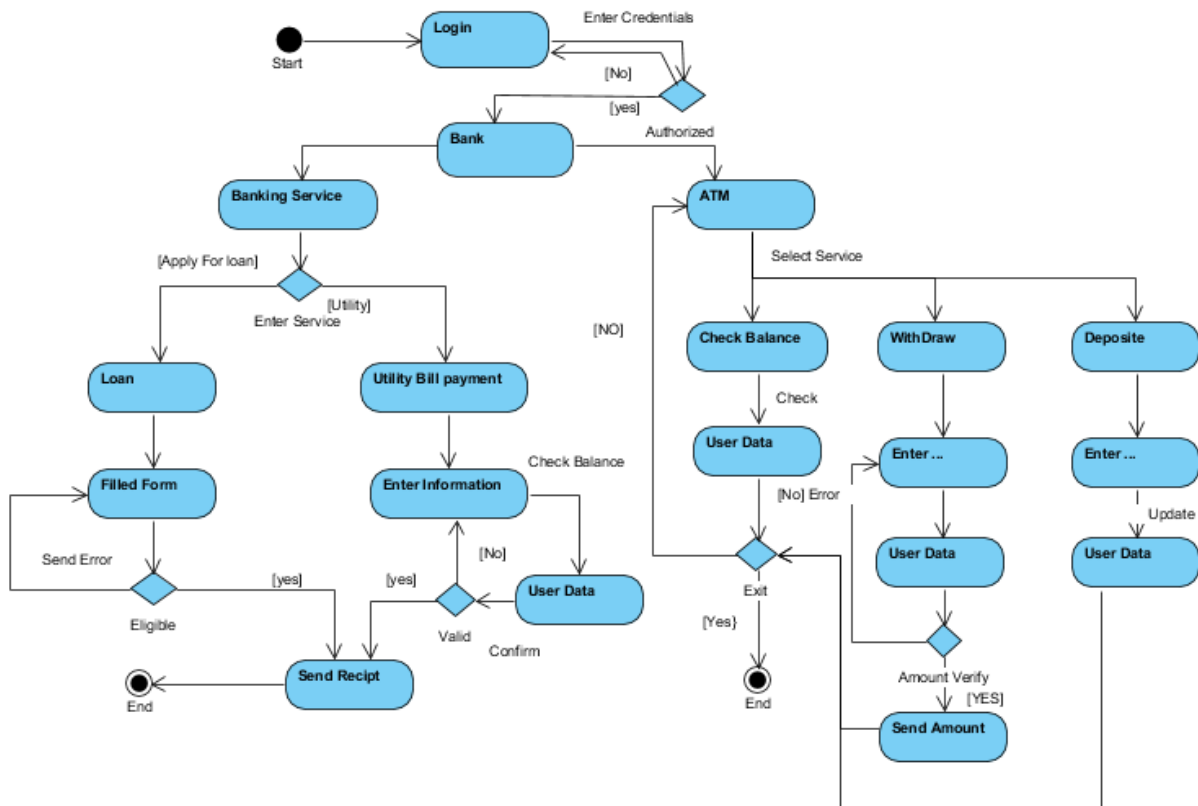 Enter Credentials
Login
Start
[No]
[yes]
Authorized
Bank
Banking Service
ATM
[Apply For loan]
Select Service
[Utility]
Enter Service
[NO]
Check Balance
WithDraw
Deposite
Loan
Utility Bill payment
Check
User Data
Enter ...
Enter ...
Check Balance
Filled Form
Enter Information
[No] Error
Update
Send Error
[No]
User Data
User Data
[yes]
[yes]
User Data
Exit
Eligible
Valid
Confirm
[Yes}
Amount Verify
Send Recipt
[YES]
End
End
Send Amount